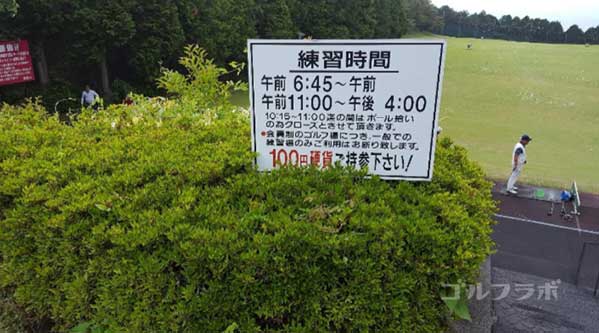 練習時間
午前 6:45～午前
午前11:00～午後 4:00
10:15～11:00迄の間はボール拾い
の為クローズとさせて頂きます。
●会員制のゴルフ場につき、一般での
練習場のみご利用はお断り致します。
100円硬貨ご持参下さい!
ゴルフラボ